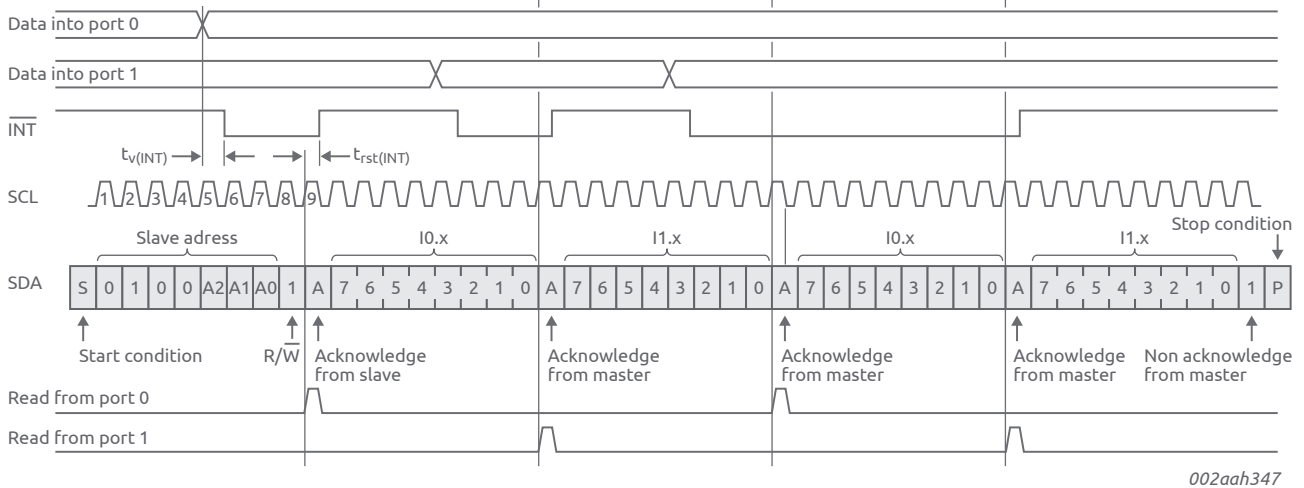 Data into port 0
Data into port 1
INT
tv(INT) trst(INT)
SCL 1 2 3 4 5 6 7 8 9
Stop condition
Slave adress I0.x I1.x I0.x I1.x
SDA S 0 1 0 0 A2 A1 A0 1 A 7 6 5 4 3 2 1 0 A 7 6 5 4 3 2 1 0 A 7 6 5 4 3 2 1 0 A 7 6 5 4 3 2 1 0 1 P
Start condition R/W Acknowledge Acknowledge Acknowledge Acknowledge Non acknowledge
from slave from master from master from master from master
Read from port 0
Read from port 1
002aah347